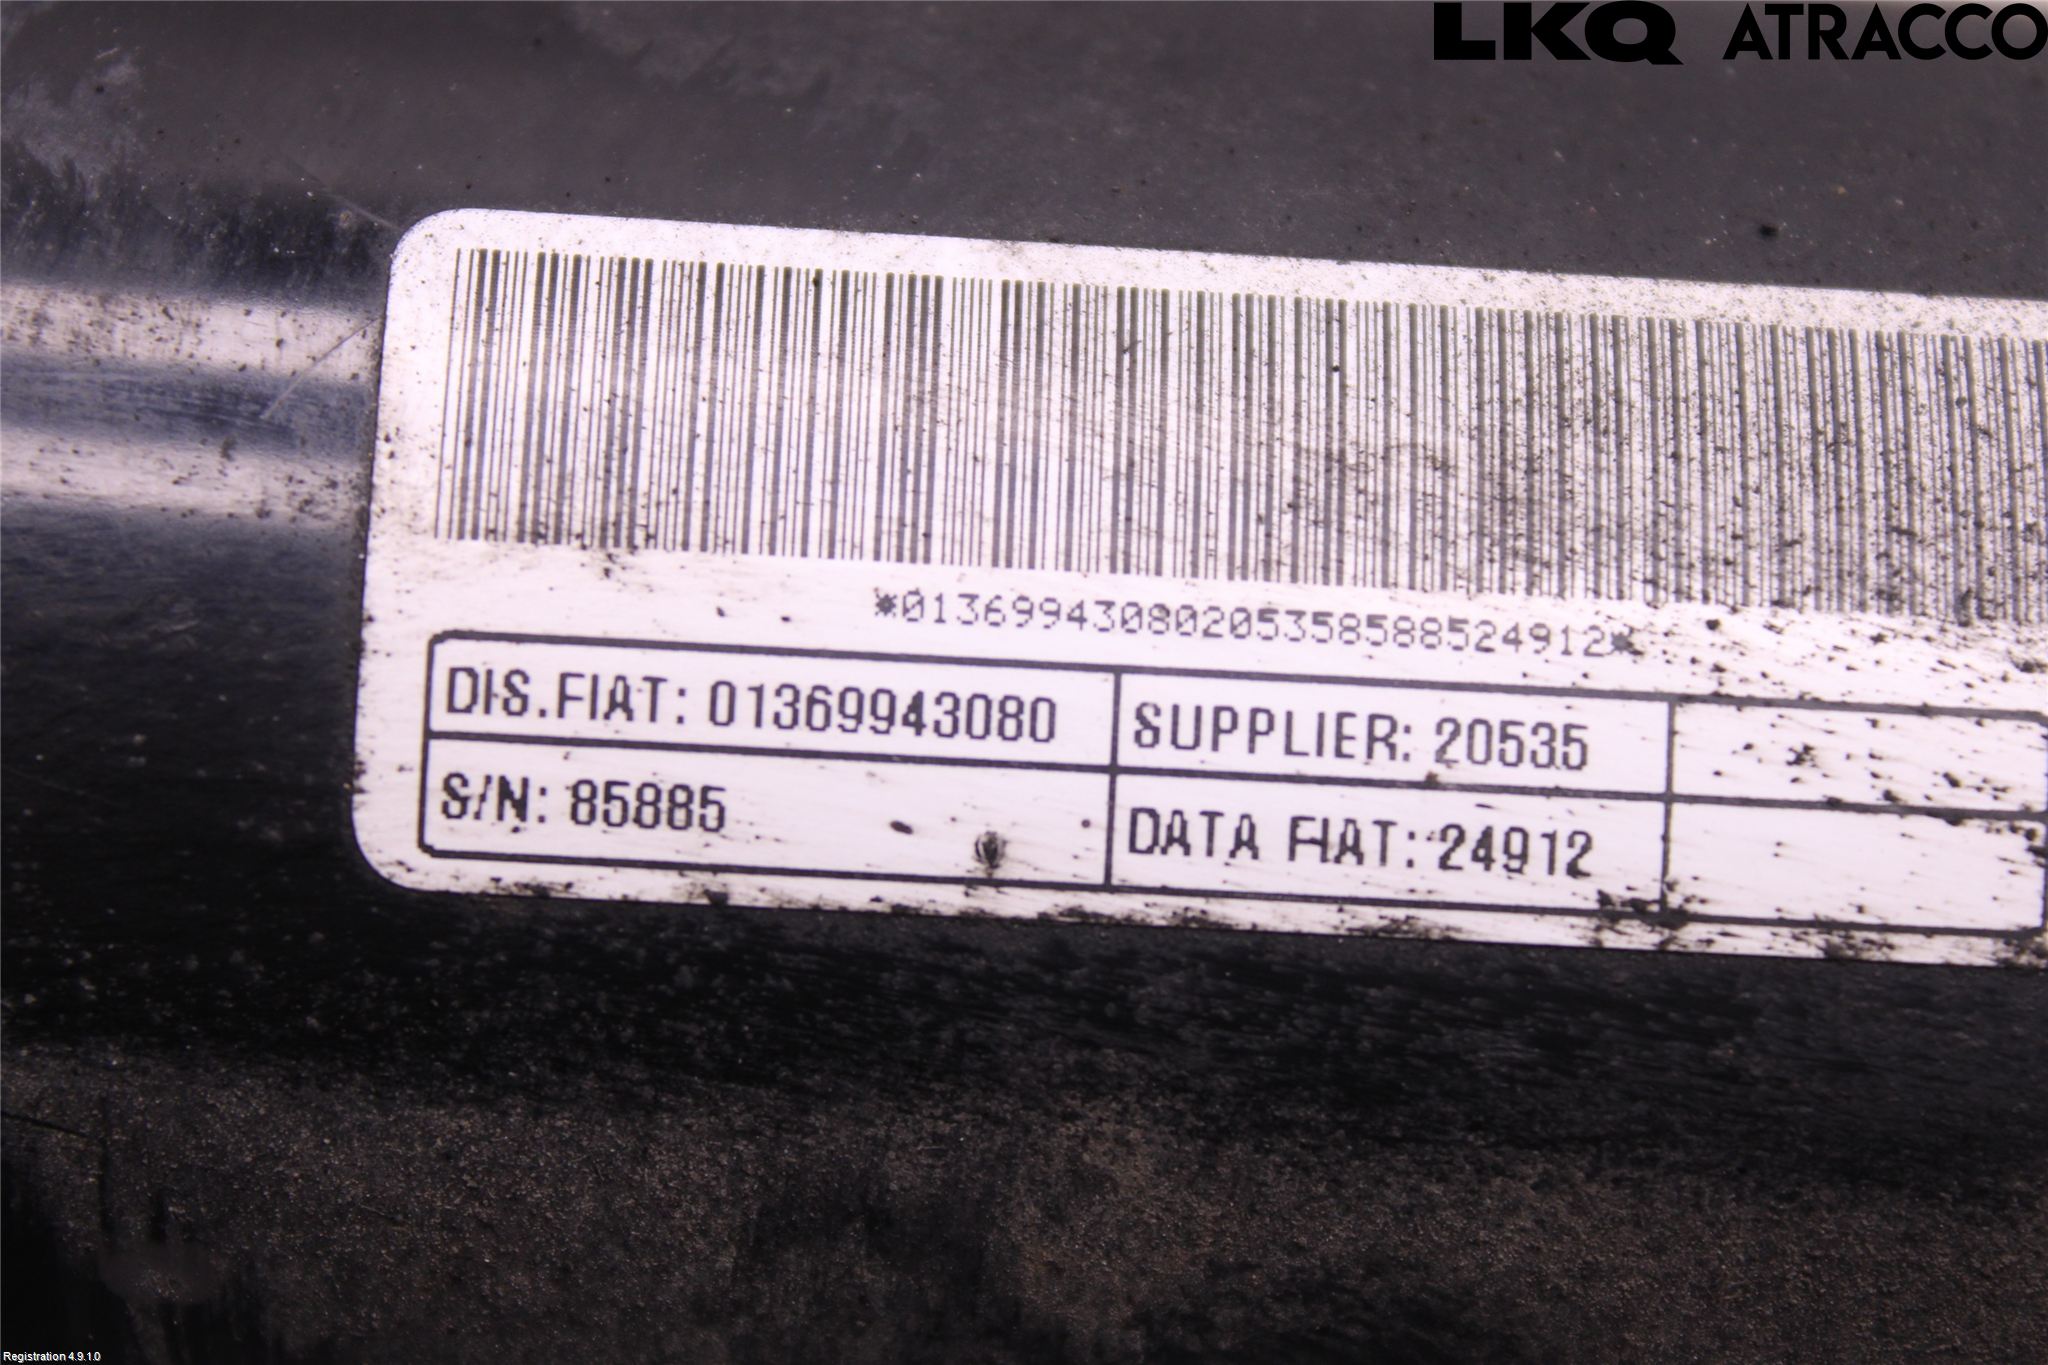 LKQ ATRACCO
*01369943080205358588524912*
DIS.FIAT: 01369943080 SUPPLIER: 20535
S/N: 85885 DATA FIAT: 24912
Registration 4.9.1.0